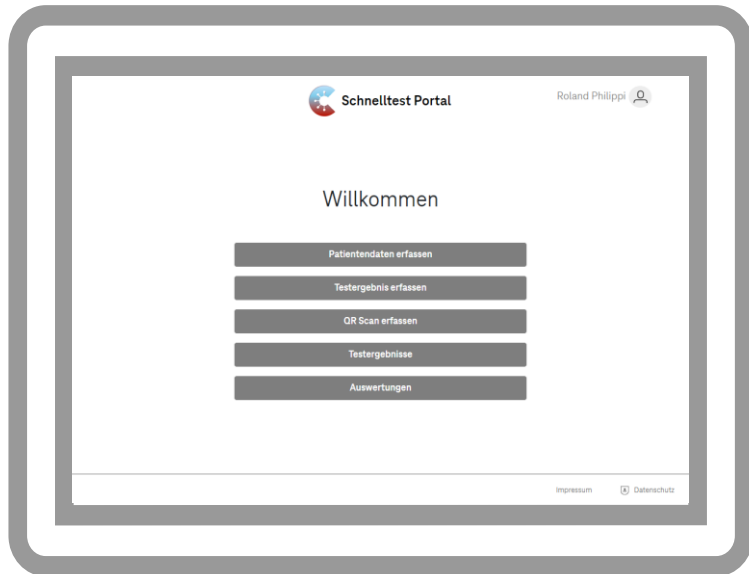 Schnelltest Portal
Roland Philippi
Willkommen
Patientendaten erfassen
Testergebnis erfassen
QR Scan erfassen
Testergebnisse
Auswertungen
Impressum
Datenschutz